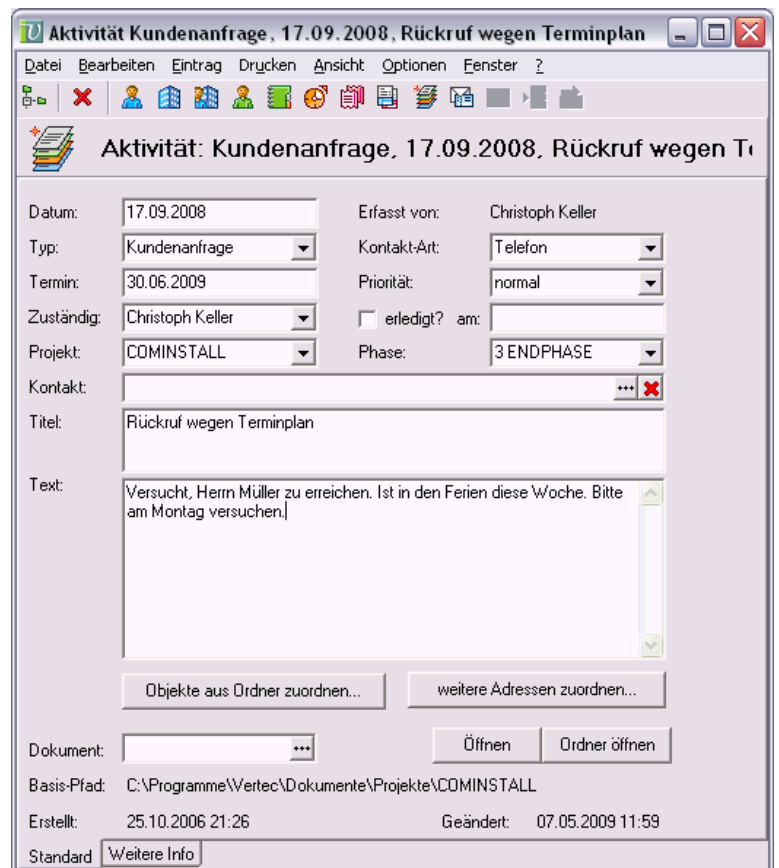 Aktivität Kundenanfrage, 17.09.2008, Rückruf wegen Terminplan
Datei Bearbeiten Eintrag Drucken Ansicht Optionen Fenster ?
Aktivität: Kundenanfrage, 17.09.2008, Rückruf wegen
Datum: 17.09.2008 Erfasst von: Christoph Keller
Typ: Kundenanfrage Kontakt-Art: Telefon
Termin: 30.06.2009 Priorität: normal
Zuständig: Christoph Keller erledigt? am:
Projekt: COMINSTALL Phase: 3 ENDPHASE
Kontakt:
Titel: Rückruf wegen Terminplan
Text: Versucht, Herrn Müller zu erreichen. Ist in den Ferien diese Woche. Bitte
am Montag versuchen.
Objekte aus Ordner zuordnen... weitere Adressen zuordnen...
Dokument: Öffnen Ordner öffnen
Basis-Pfad: C:\Programme\Vertec\Dokumente\Projekte\COMINSTALL
Erstellt: 25.10.2006 21:26 Geändert: 07.05.2009 11:59
Standard Weitere Info